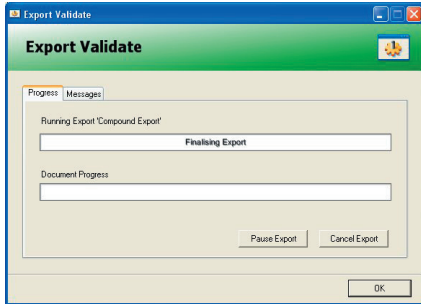 Export Validate
Export Validate
Progress Messages
Running Export 'Compound Export'
Finalising Export
Document Progress
Pause Export Cancel Export
OK